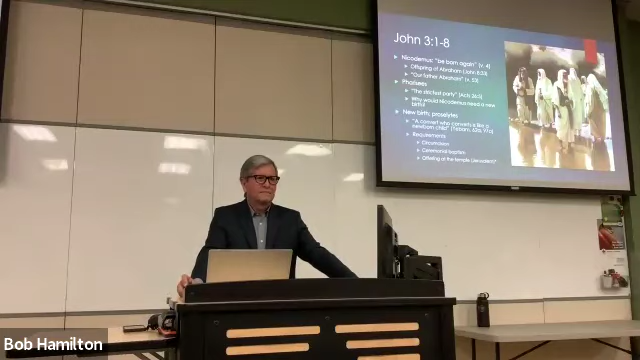 John 3:1-8
Nicodemus: "be born again" (v. 4)
Offspring of Abraham (John 8:33)
"Our father Abraham" (v. 53)
Pharisees
"The strictest party" (Acts 26:5)
Why would Nicodemus need a new
birth?
New birth: proselytes
"A convert who converts is like a
newborn child"
Requirements
Circumcision
Ceremonial baptism
Offering at the temple (Jerusalem)
Bob Hamilton